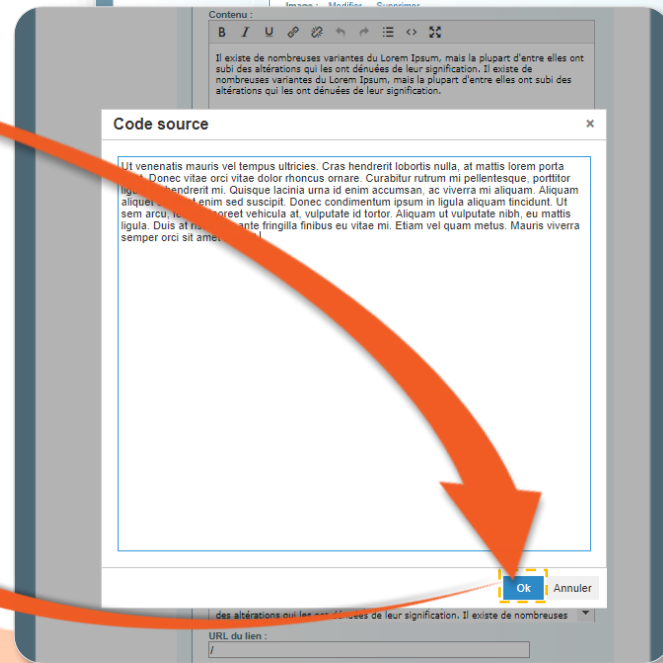 Image : Modifier Supprimer
Contenu :
B I U
Il existe de nombreuses variantes du Lorem Ipsum, mais la plupart d'entre elles ont
subi des altérations qui les ont dénuées de leur signification. Il existe de
nombreuses variantes du Lorem Ipsum, mais la plupart d'entre elles ont subi des
altérations qui les ont dénuées de leur signification.
Code source ×
Ut venenatis mauris vel tempus ultricies. Cras hendrerit lobortis nulla, at mattis lorem porta
Donec vitae orci vitae dolor rhoncus ornare. Curabitur rutrum mi pellentesque, porttitor
hendrerit mi. Quisque lacinia urna id enim accumsan, ac viverra mi aliquam. Aliquam
aliquet enim sed suscipit. Donec condimentum ipsum in ligula aliquam tincidunt. Ut
sem arcu, vehicula at, vulputate id tortor. Aliquam ut vulputate nibh, eu mattis
ligula. Duis at ante fringilla finibus eu vitae mi. Etiam vel quam metus. Mauris viverra
semper orci sit amet
Ok Annuler
des altérations qui les ont dénuées de leur signification. Il existe de nombreuses
URL du lien :
/